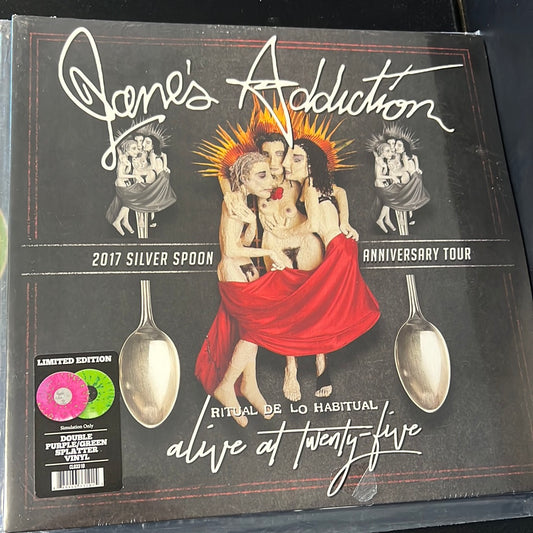 Jane's Addiction
2017 SILVER SPOON ANNIVERSARY TOUR
RITUAL DE LO HABITUAL
alive at twenty-five
LIMITED EDITION
Simulation Only
DOUBLE
PURPLE/GREEN
SPLATTER
VINYL